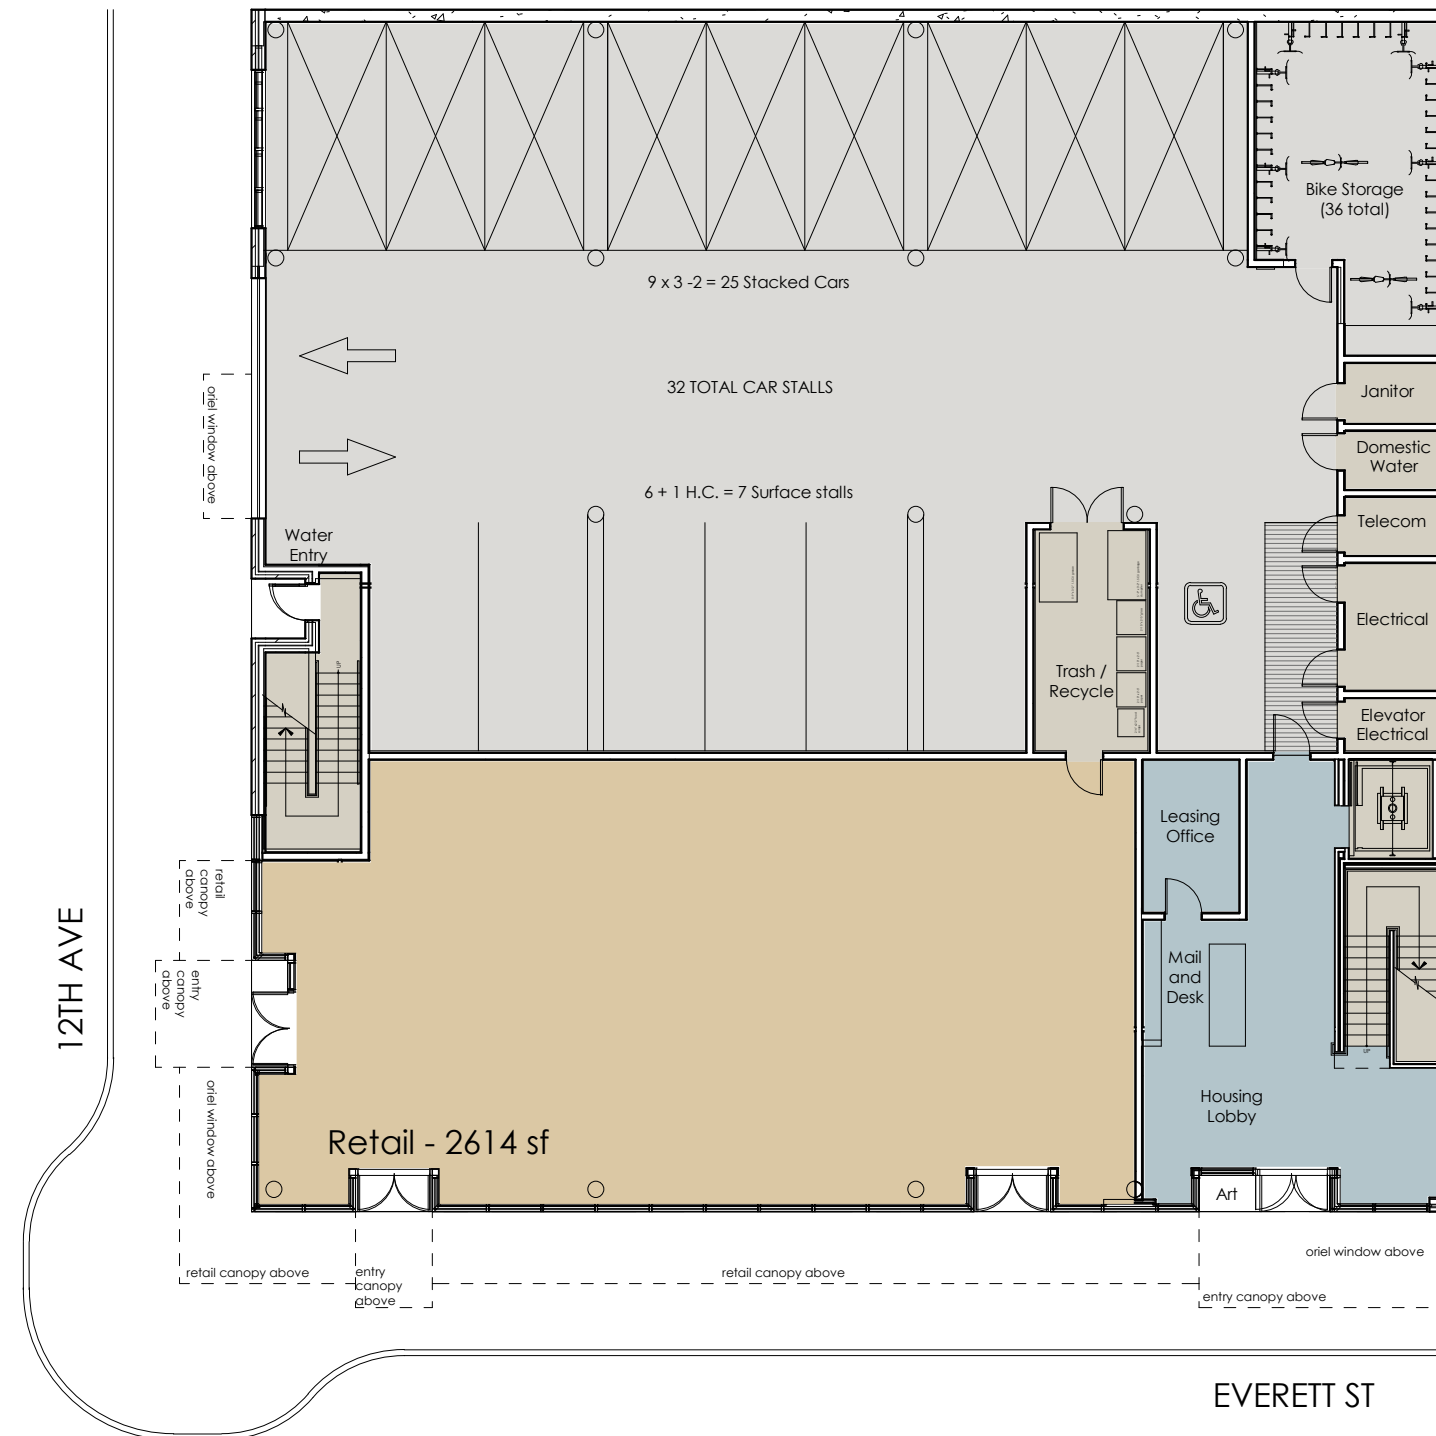 Bike Storage
(36 total)
9 x 3 -2 = 25 Stacked Cars
32 TOTAL CAR STALLS
Janitor
oriel window above
Domestic
Water
6 + 1 H.C. = 7 Surface stalls
Telecom
Water
Entry
Electrical
Trash /
Recycle
UP
Elevator
Electrical
Leasing
Office
retail
canopy
above
12TH AVE
entry
canopy
above
Mail
and
Desk
UP
oriel window above
Housing
Lobby
Retail - 2614 sf
Art
oriel window above
retail canopy above
entry
canopy
above
retail canopy above
entry canopy above
EVERETT ST